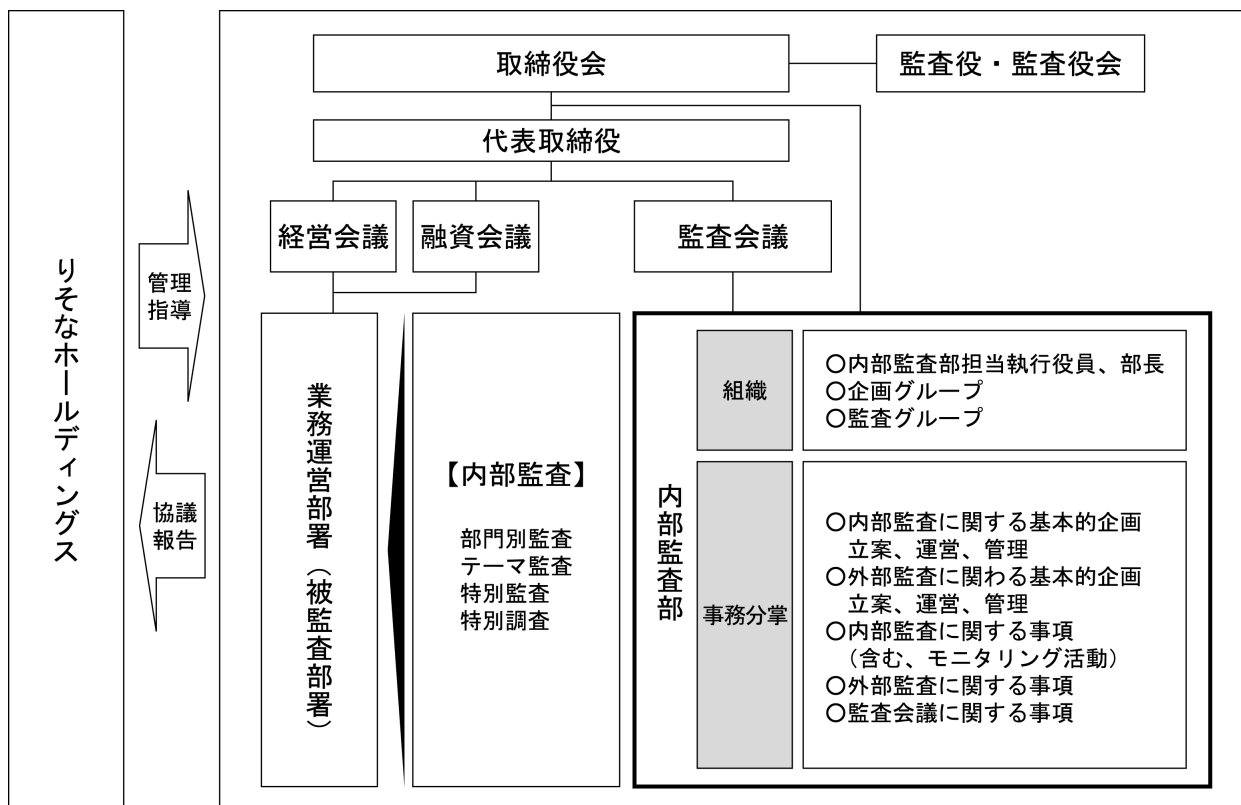 りそなホールディングス
管理
指導
協議
報告
取締役会
監査役・監査役会
代表取締役
経営会議
融資会議
監査会議
業務運営部署（被監査部署）
【内部監査】
部門別監査
テーマ監査
特別監査
特別調査
内部監査部
組織
○内部監査部担当執行役員、部長
○企画グループ
○監査グループ
事務分掌
○内部監査に関する基本的企画
立案、運営、管理
○外部監査に関わる基本的企画
立案、運営、管理
○内部監査に関する事項
（含む、モニタリング活動）
○外部監査に関する事項
○監査会議に関する事項